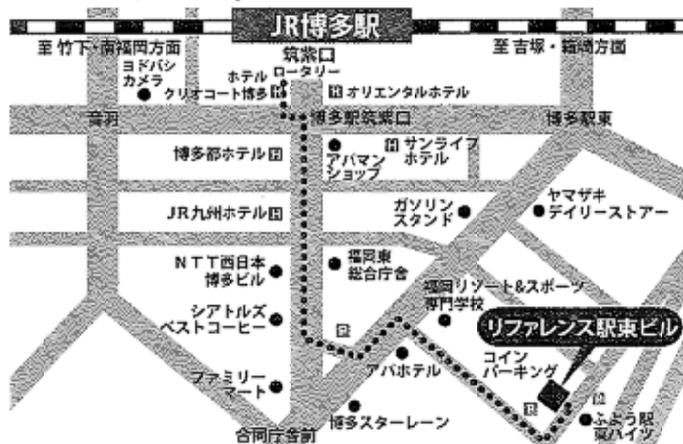 JR博多駅
筑紫口
至 竹下・南福岡方面
至 吉塚・箱崎方面
ヨドバシ
カメラ
ホテル
クリオコート博多
ロータリー
オリエンタルホテル
音羽
博多駅筑紫口
博多駅東
博多都ホテル
アパマン
ショップ
サンライフ
ホテル
JR九州ホテル
ガソリン
スタンド
ヤマザキ
デイリーストアー
NTT西日本
博多ビル
福岡東
総合庁舎
福岡リゾート&スポーツ
専門学校
シアトルズ
ベストコーヒー
リファレンス駅東ビル
コイン
パーキング
アパホテル
ファミリー
マート
博多スターレーン
ふよう駅
東ハイツ
合同庁舎前